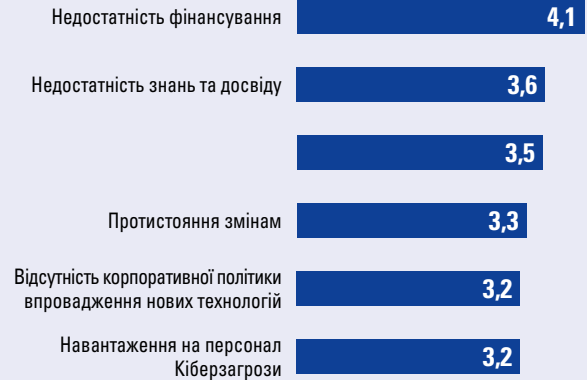 Недостатність фінансування 4,1
Недостатність знань та досвіду 3,6
3,5
Протистояння змінам 3,3
Відсутність корпоративної політики
впровадження нових технологій 3,2
Навантаження на персонал
Кіберзагрози 3,2